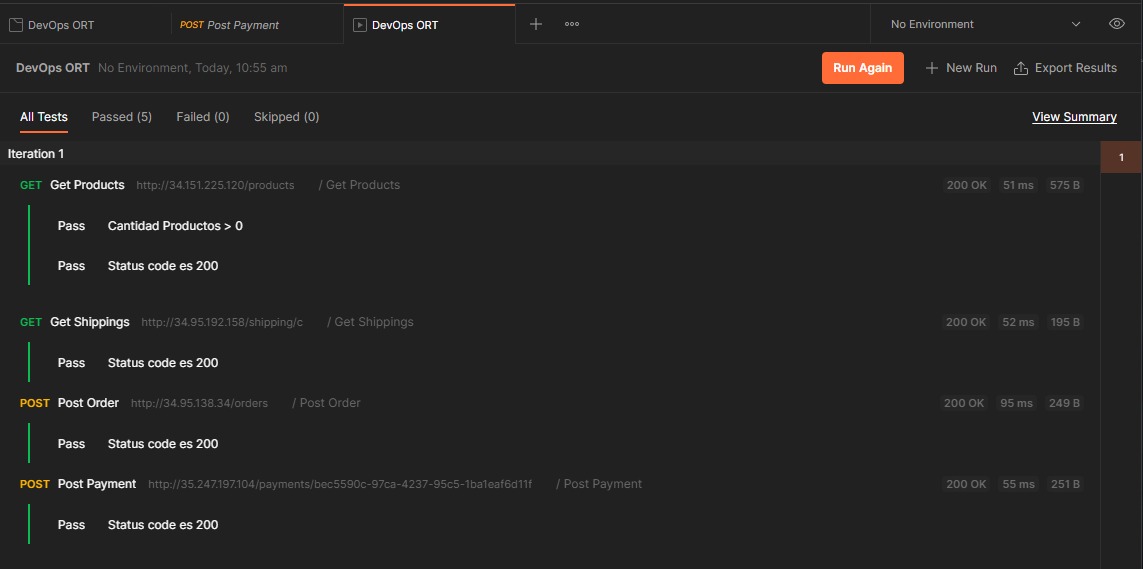 DevOps ORT POST Post Payment DevOps ORT No Environment
DevOps ORT No Environment, Today, 10:55 am Run Again New Run Export Results
All Tests Passed (5) Failed (0) Skipped (0) View Summary
Iteration 1 1
GET Get Products http://34.151.225.120/products / Get Products 200 OK 51 ms 575 B
Pass Cantidad Productos > 0
Pass Status code es 200
GET Get Shippings http://34.95.192.158/shipping/c / Get Shippings 200 OK 52 ms 195 B
Pass Status code es 200
POST Post Order http://34.95.138.34/orders / Post Order 200 OK 95 ms 249 B
Pass Status code es 200
POST Post Payment http://35.247.197.104/payments/bec5590c-97ca-4237-95c5-1ba1eaf6d11f / Post Payment 200 OK 55 ms 251 B
Pass Status code es 200